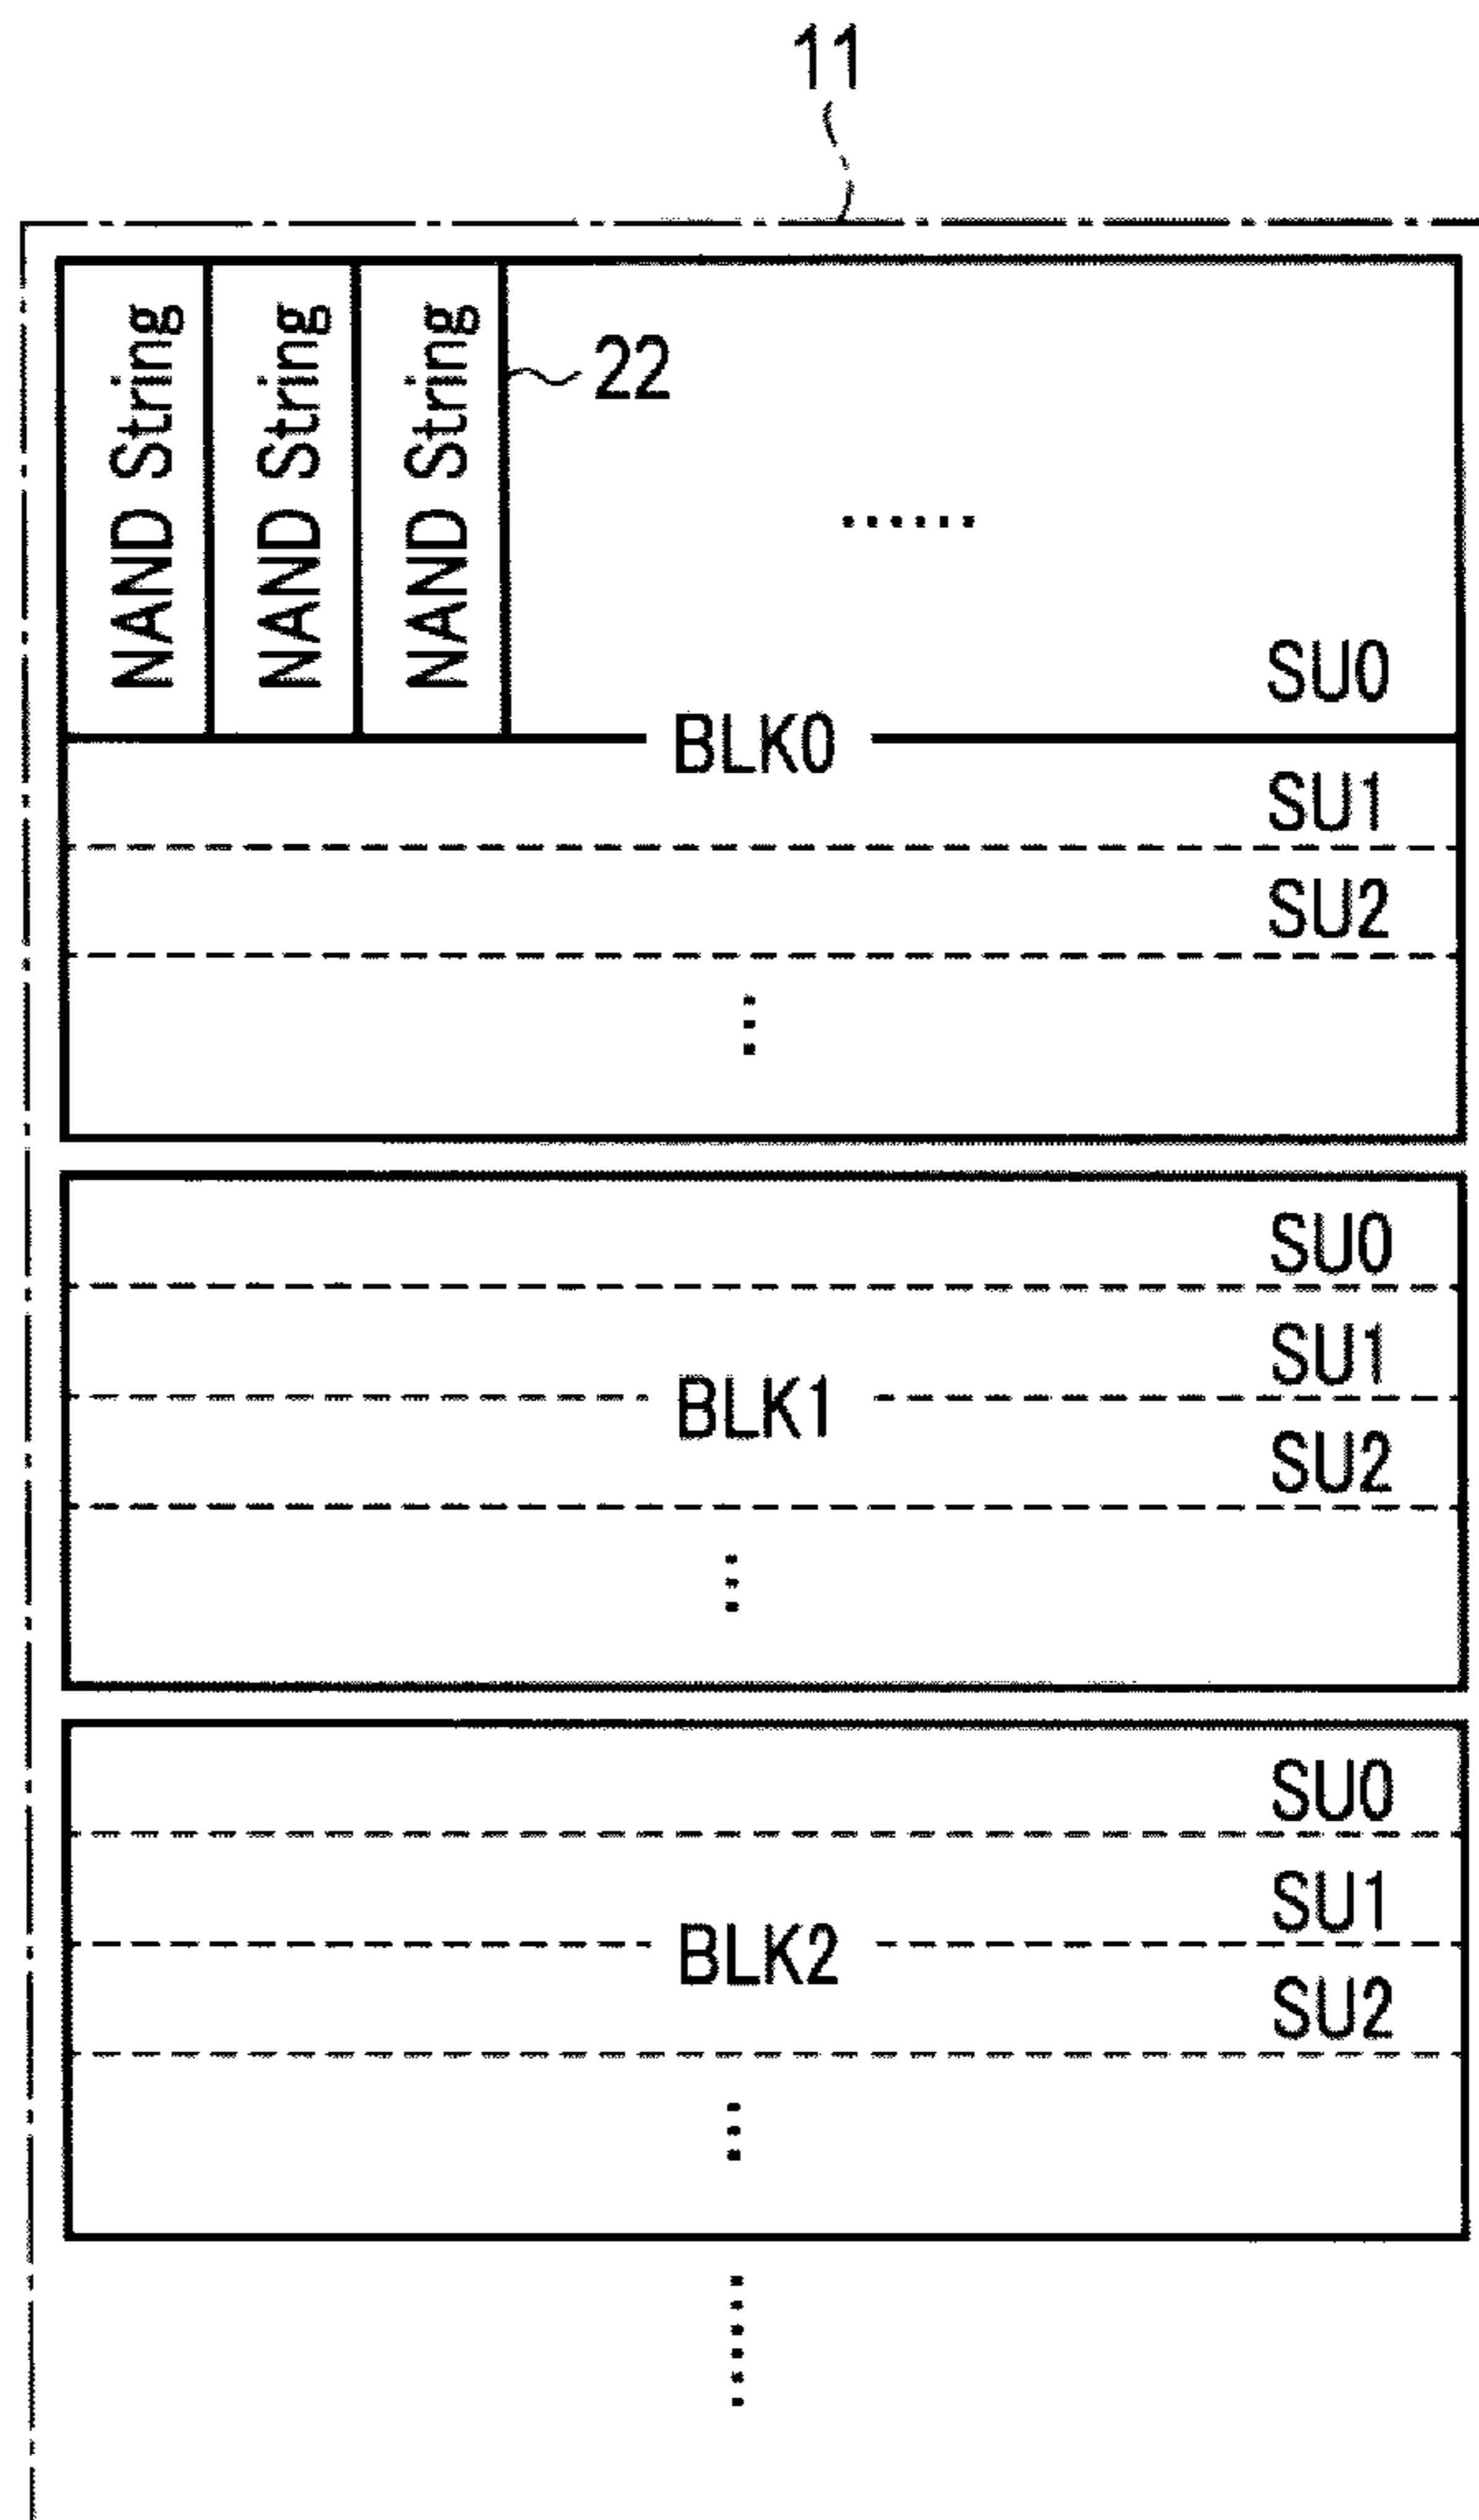 11
NAND String
NAND String
NAND String
22
......
SU0
BLK0
SU1
SU2
SU0
SU1
BLK1
SU2
SU0
SU1
BLK2
SU2